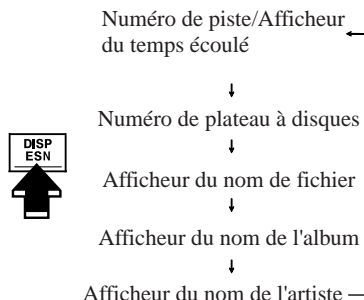 Numéro de piste/Afficheur
du temps écoulé
Numéro de plateau à disques
DISP
ESN
Afficheur du nom de fichier
Afficheur du nom de l'album
Afficheur du nom de l'artiste